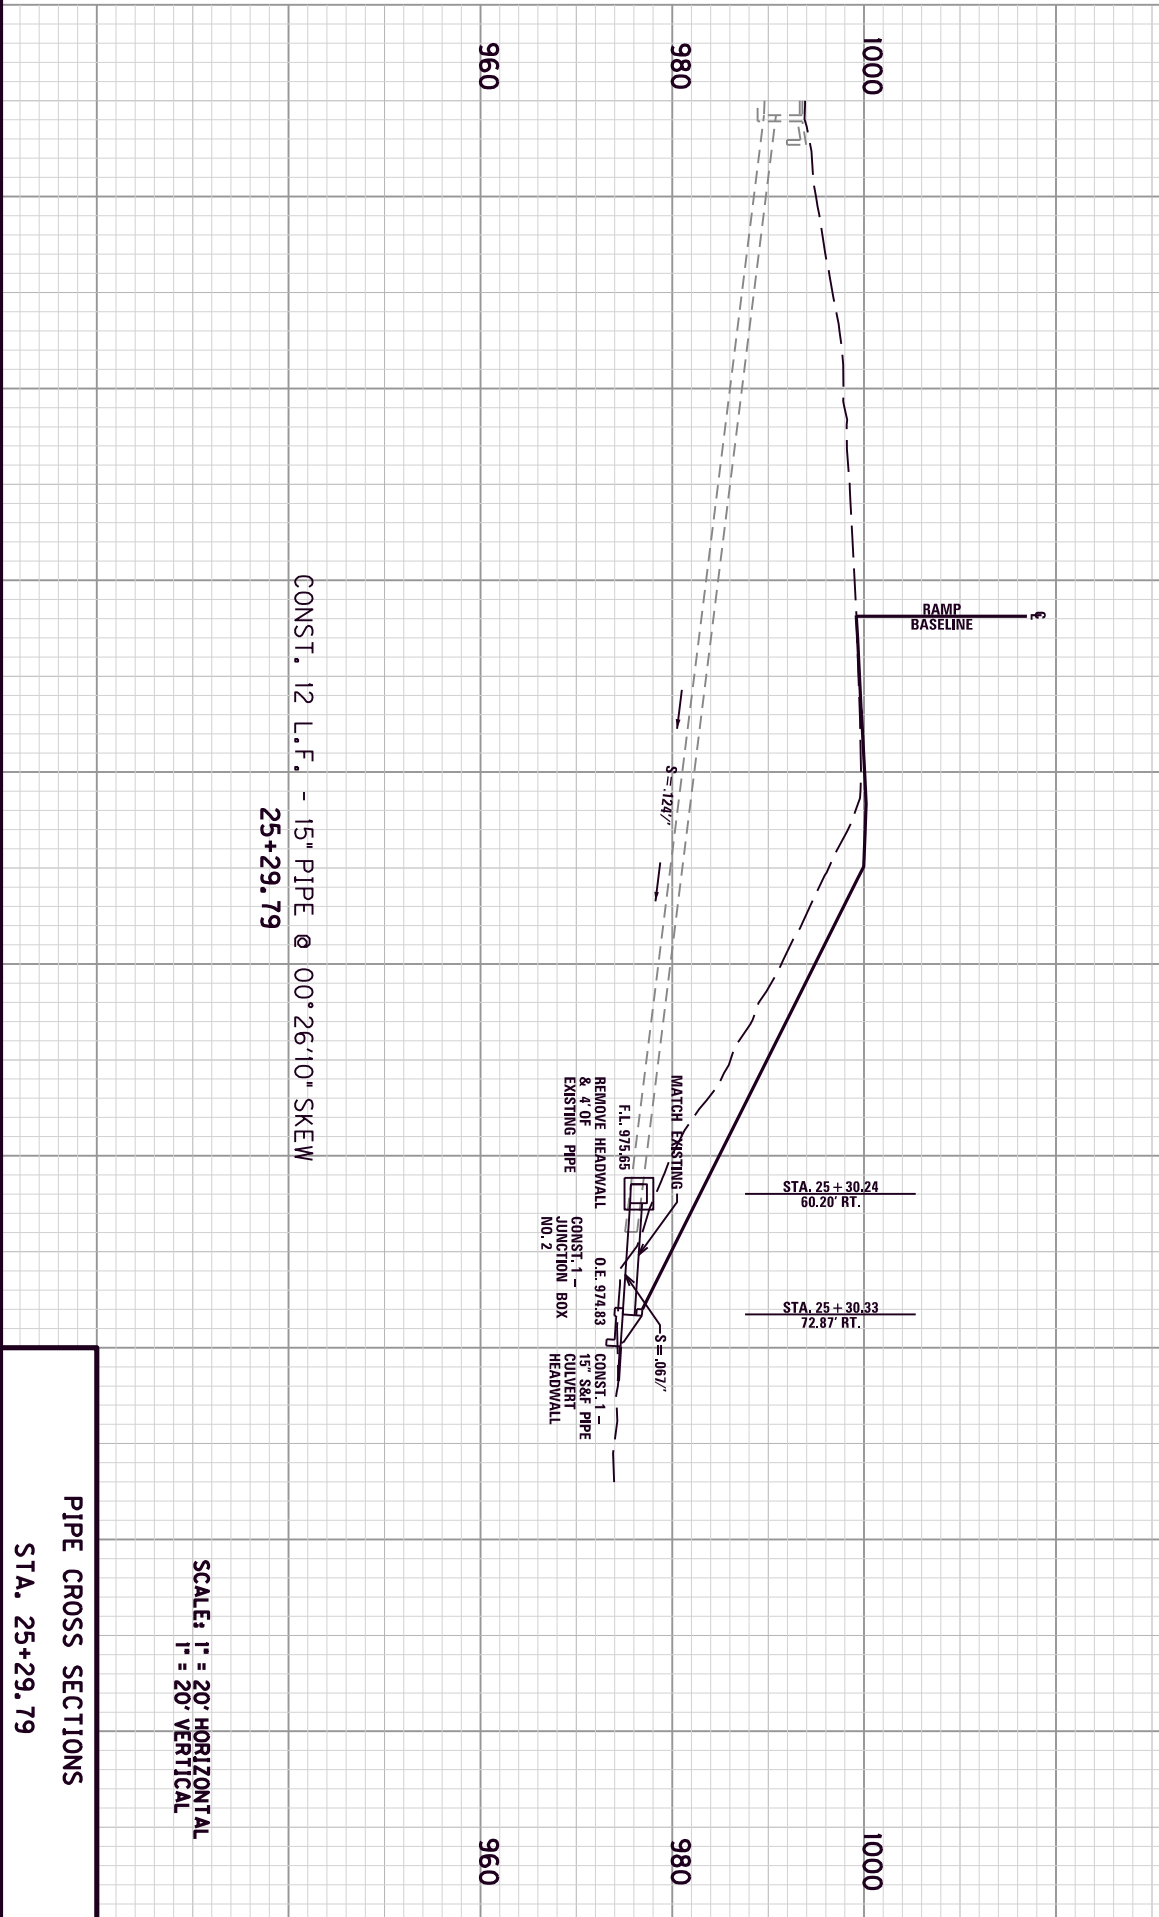 1000
1000
980
980
960
960
℄
RAMP
BASELINE
STA. 25 + 30.24
60.20' RT.
STA. 25 + 30.33
72.87' RT.
S = .124'/'
MATCH EXISTING
F.L. 975.65
REMOVE HEADWALL
& 4' OF
EXISTING PIPE
CONST. 1 –
JUNCTION BOX
NO. 2
O.E. 974.83
S = .067'/'
CONST. 1 –
15" S&F PIPE
CULVERT
HEADWALL
CONST. 12 L.F. - 15" PIPE @ 00°26'10" SKEW
25+29.79
SCALE: 1" = 20' HORIZONTAL
1" = 20' VERTICAL
PIPE CROSS SECTIONS
STA. 25+29.79